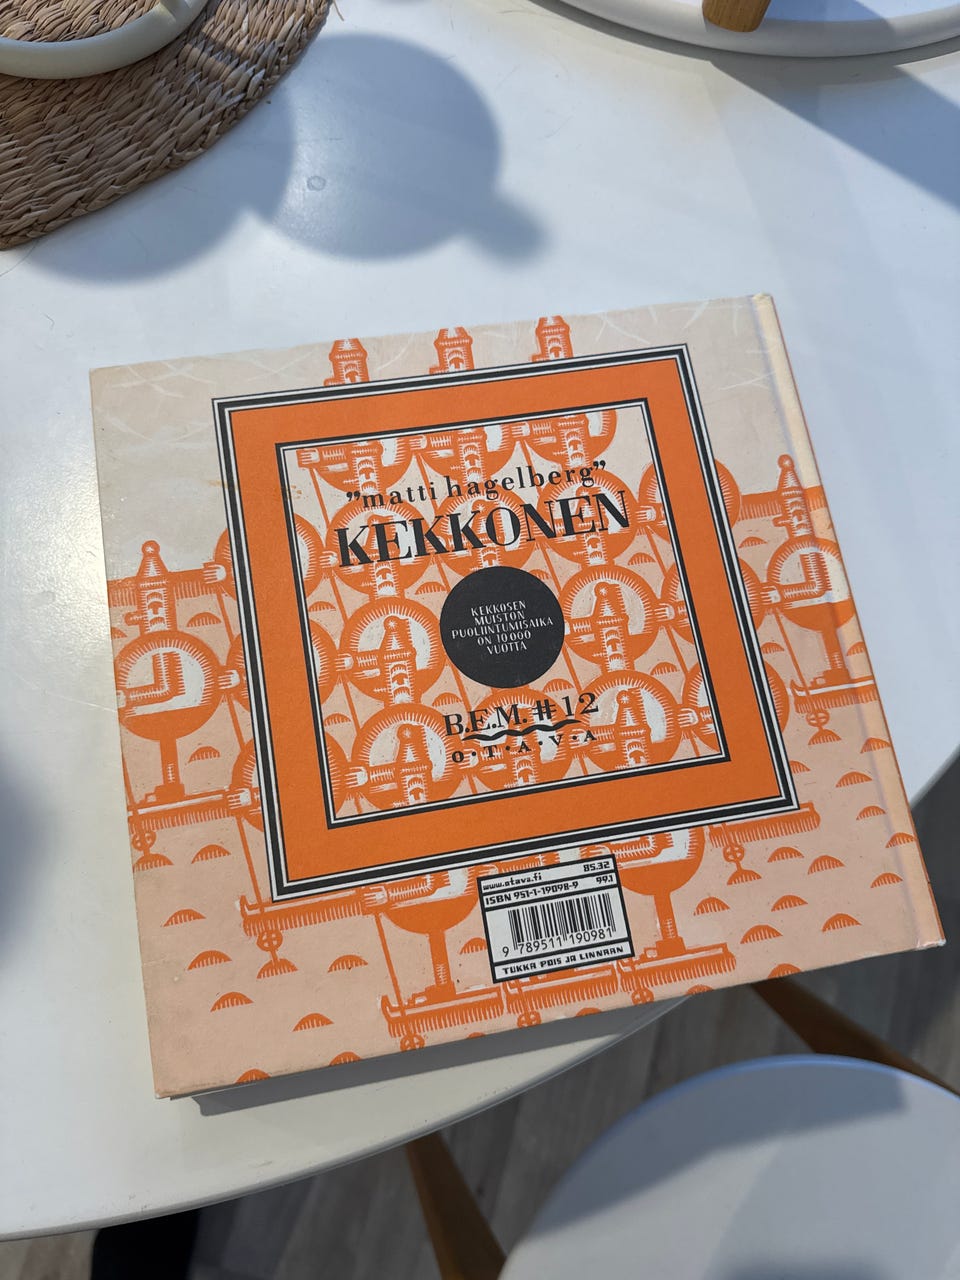 ”matti hagelberg”
KEKKONEN
KEKKOSEN
MUISTON
PUOLIINTUMISAIKA
ON 10 000
VUOTTA
B.E.M. #12
O•T•A•V•A
www.otava.fi 85.32
ISBN 951-1-19098-9 99.1
9 789511 190981
TUKKA POIS JA LINNAAN